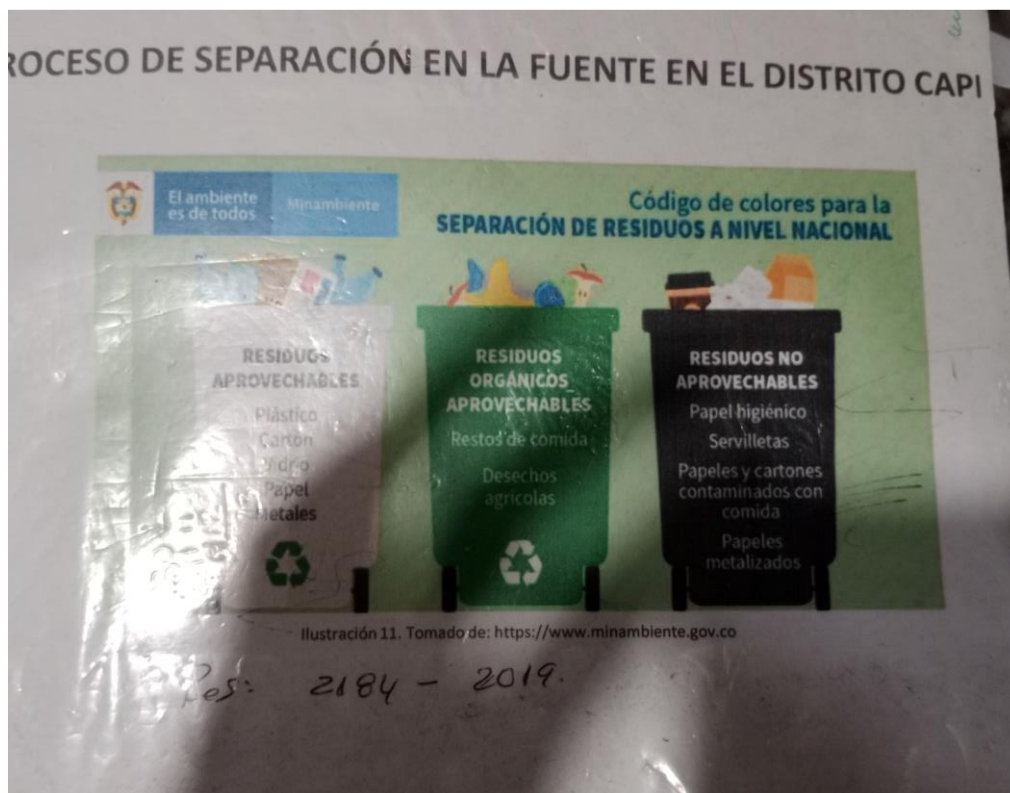 ROCESO DE SEPARACIÓN EN LA FUENTE EN EL DISTRITO CAPI
El ambiente
es de todos
Minambiente
Código de colores para la
SEPARACIÓN DE RESIDUOS A NIVEL NACIONAL
RESIDUOS
APROVECHABLES
Plástico
Cartón
Vidrio
Papel
Metales
RESIDUOS
ORGÁNICOS
APROVECHABLES
Restos de comida
Desechos
agrícolas
RESIDUOS NO
APROVECHABLES
Papel higiénico
Servilletas
Papeles y cartones
contaminados con
comida
Papeles
metalizados
Ilustración 11. Tomado de: https://www.minambiente.gov.co
Res: 2184 - 2019.